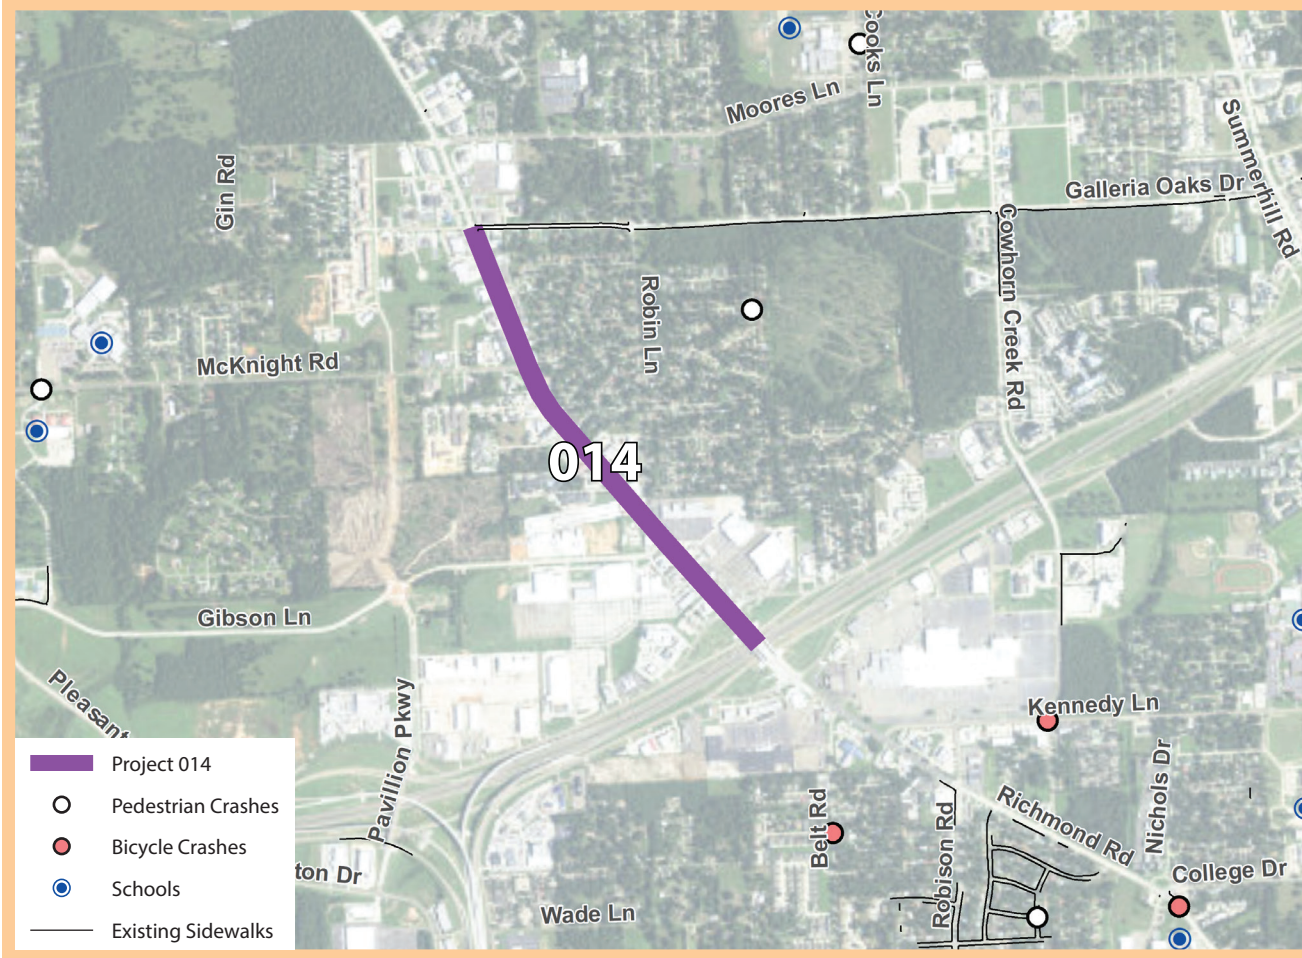 Cooks Ln
Moores Ln
Summerhill Rd
Gin Rd
Galleria Oaks Dr
Cowhorn Creek Rd
Robin Ln
McKnight Rd
014
Gibson Ln
Pleasant
Pavillion Pkwy
Kennedy Ln
Nichols Dr
Richmond Rd
Belt Rd
Robison Rd
College Dr
ton Dr
Wade Ln
Project 014
Pedestrian Crashes
Bicycle Crashes
Schools
Existing Sidewalks